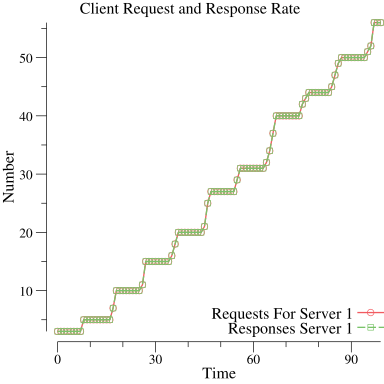 Client Request and Response Rate
Number
50
40
30
20
10
0
30
60
90
Time
Requests For Server 1
Responses Server 1